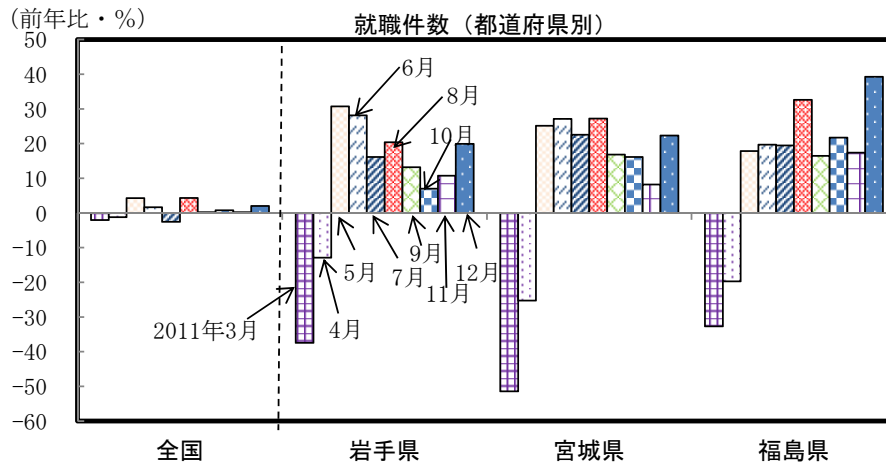 (前年比・%)
就職件数（都道府県別）
50
40
30
20
10
0
-10
-20
-30
-40
-50
-60
6月
8月
10月
5月
7月
9月
11月
12月
2011年3月
4月
全国
岩手県
宮城県
福島県